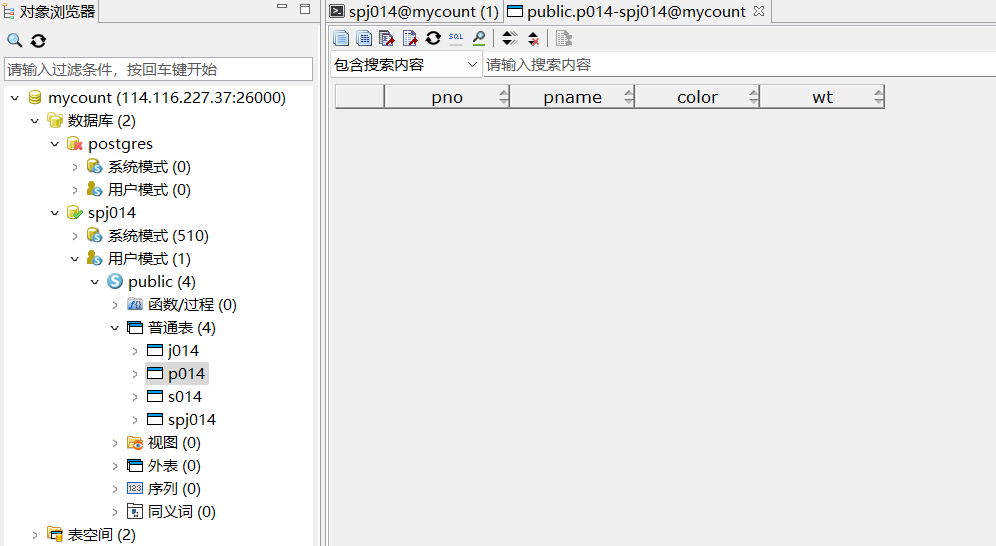 对象浏览器
请输入过滤条件，按回车键开始
mycount (114.116.227.37:26000)
数据库 (2)
postgres
系统模式 (0)
用户模式 (0)
spj014
系统模式 (510)
用户模式 (1)
public (4)
函数/过程 (0)
普通表 (4)
j014
p014
s014
spj014
视图 (0)
外表 (0)
序列 (0)
同义词 (0)
表空间 (2)
spj014@mycount (1)
public.p014-spj014@mycount
SQL
包含搜索内容
请输入搜索内容
pno pname color wt